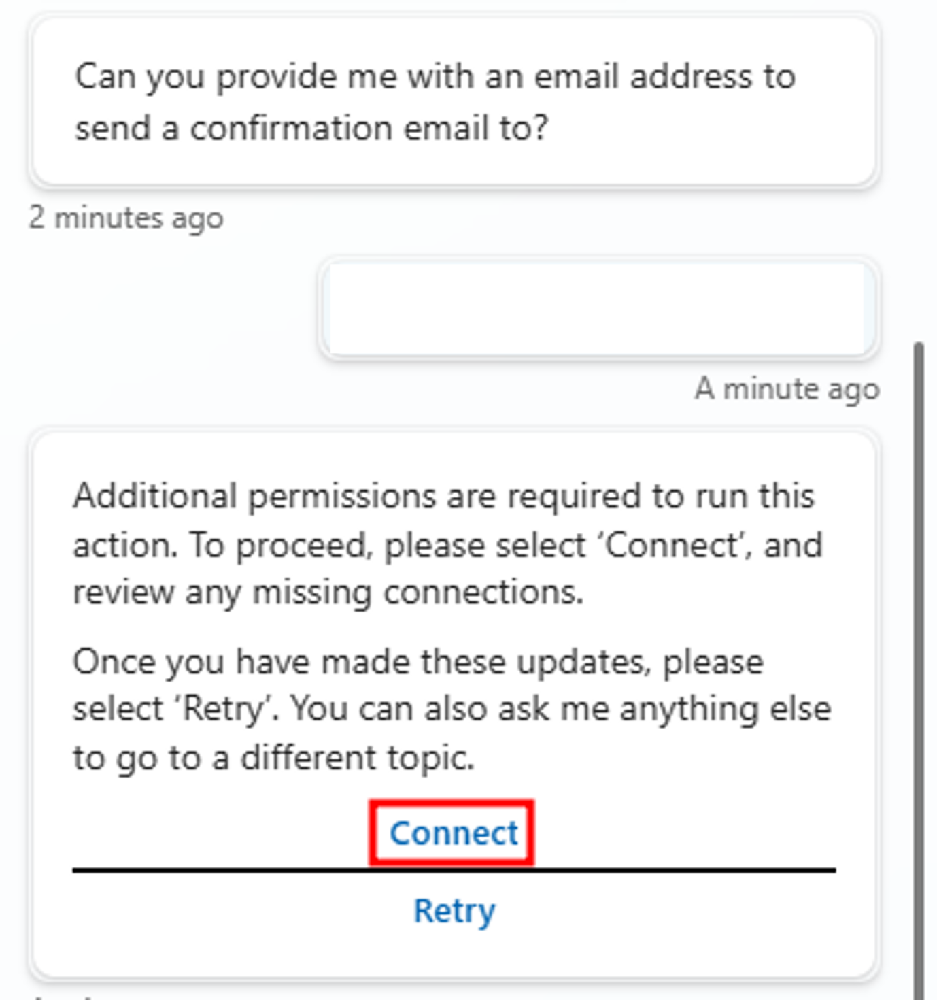 Can you provide me with an email address to
send a confirmation email to?
2 minutes ago
A minute ago
Additional permissions are required to run this
action. To proceed, please select ‘Connect’, and
review any missing connections.
Once you have made these updates, please
select ‘Retry’. You can also ask me anything else
to go to a different topic.
Connect
Retry